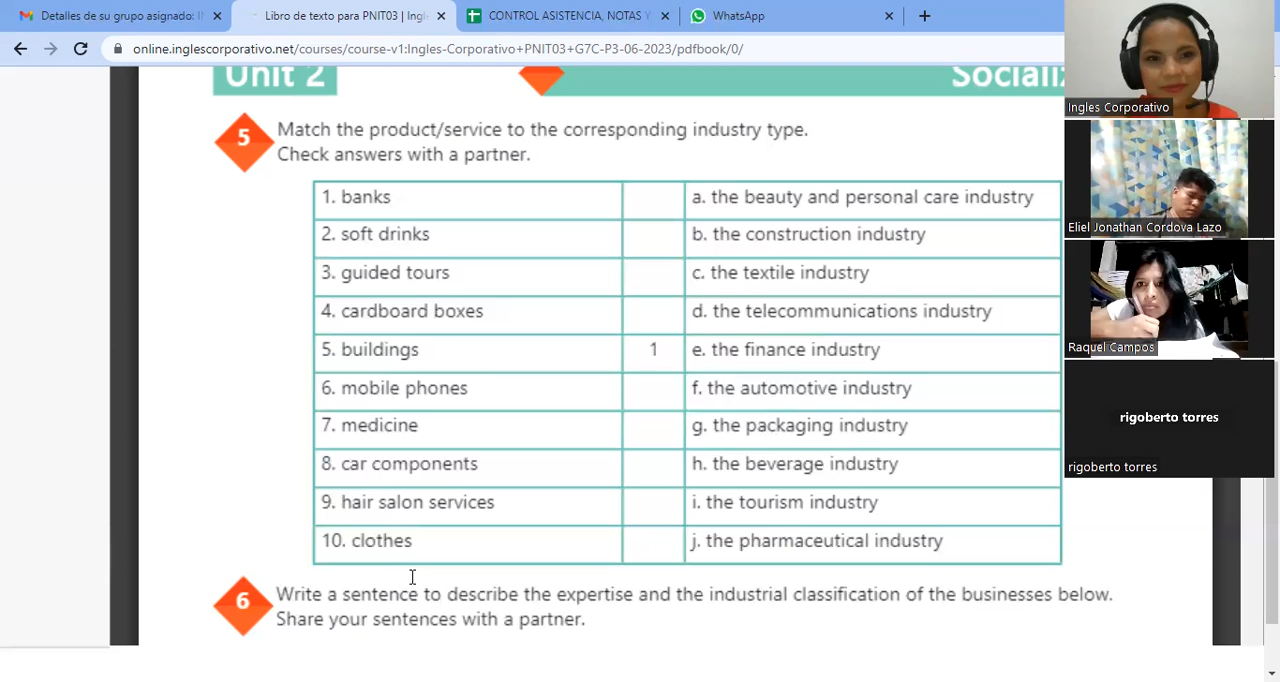 Detalles de su grupo asignado: I
Libro de texto para PNIT03 | Ingl
CONTROL ASISTENCIA, NOTAS Y
WhatsApp
online.inglescorporativo.net/courses/course-v1:Ingles-Corporativo+PNIT03+G7C-P3-06-2023/pdfbook/0/
Unit 2
Socializ
5
Match the product/service to the corresponding industry type.
Check answers with a partner.
1. banks a. the beauty and personal care industry
2. soft drinks b. the construction industry
3. guided tours c. the textile industry
4. cardboard boxes d. the telecommunications industry
5. buildings 1 e. the finance industry
6. mobile phones f. the automotive industry
7. medicine g. the packaging industry
8. car components h. the beverage industry
9. hair salon services i. the tourism industry
10. clothes j. the pharmaceutical industry
6
Write a sentence to describe the expertise and the industrial classification of the businesses below.
Share your sentences with a partner.
Ingles Corporativo
Eliel Jonathan Cordova Lazo
Raquel Campos
rigoberto torres
rigoberto torres